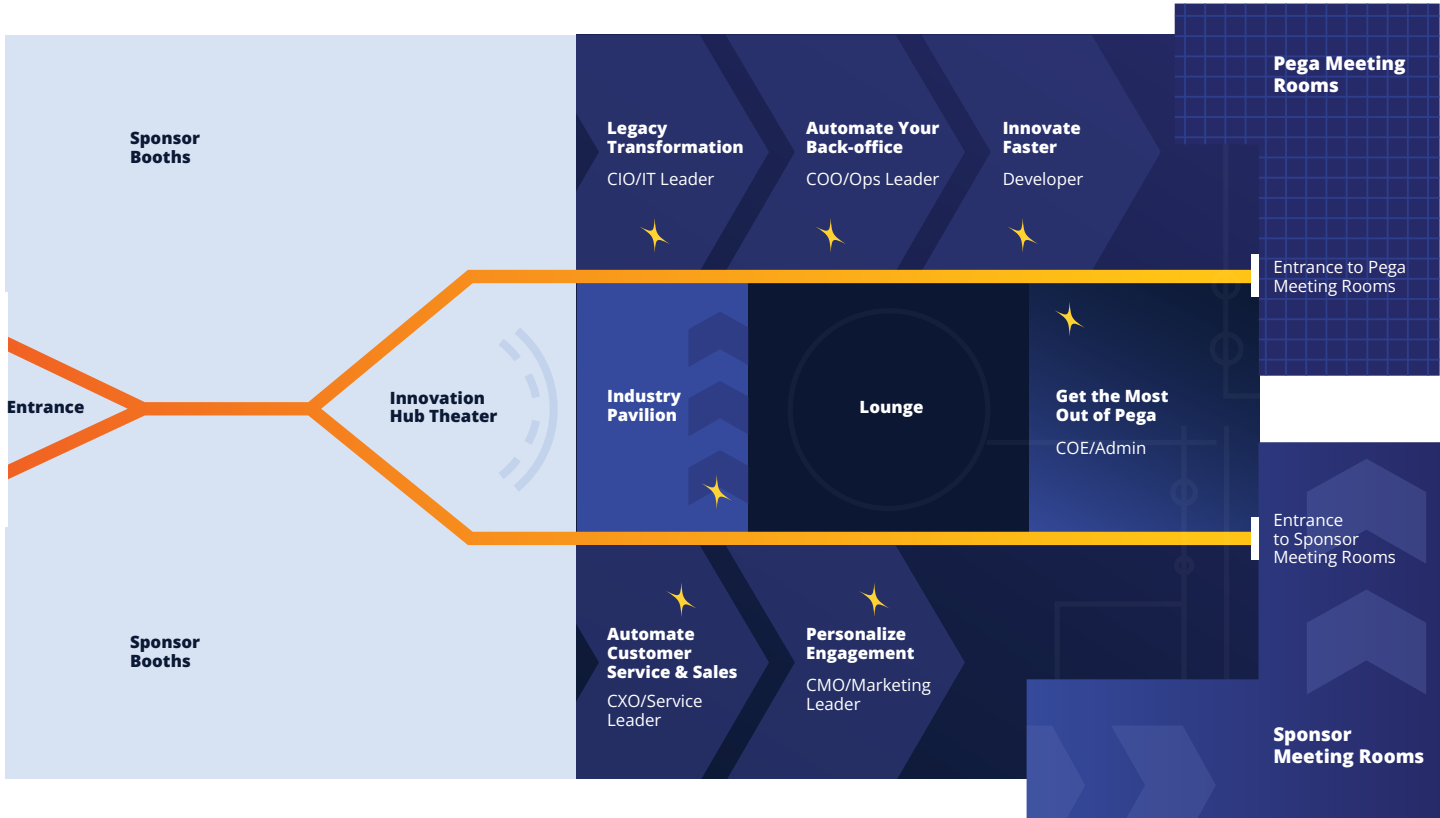 Pega Meeting
Rooms
Sponsor
Booths
Legacy
Transformation
CIO/IT Leader
Automate Your
Back-office
COO/Ops Leader
Innovate
Faster
Developer
Entrance to Pega
Meeting Rooms
Entrance
Innovation
Hub Theater
Industry
Pavilion
Lounge
Get the Most
Out of Pega
COE/Admin
Entrance
to Sponsor
Meeting Rooms
Sponsor
Booths
Automate
Customer
Service & Sales
CXO/Service
Leader
Personalize
Engagement
CMO/Marketing
Leader
Sponsor
Meeting Rooms